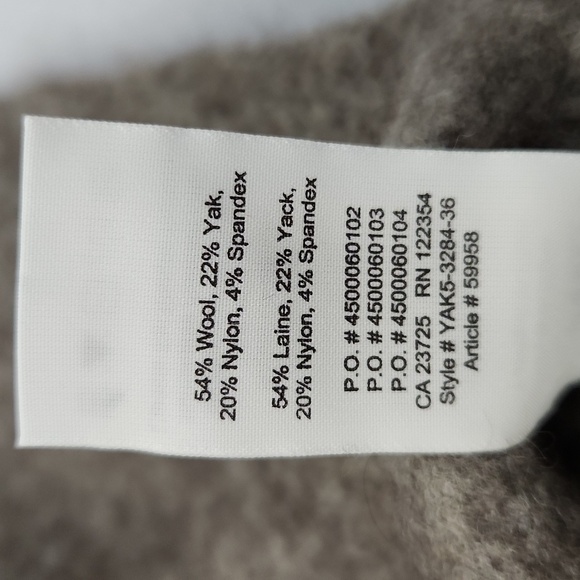 54% Wool, 22% Yak,
20% Nylon, 4% Spandex
54% Laine, 22% Yack,
20% Nylon, 4% Spandex
P.O. # 4500060102
P.O. # 4500060103
P.O. # 4500060104
CA 23725 RN 122354
Style # YAK5-3284-36
Article # 59958